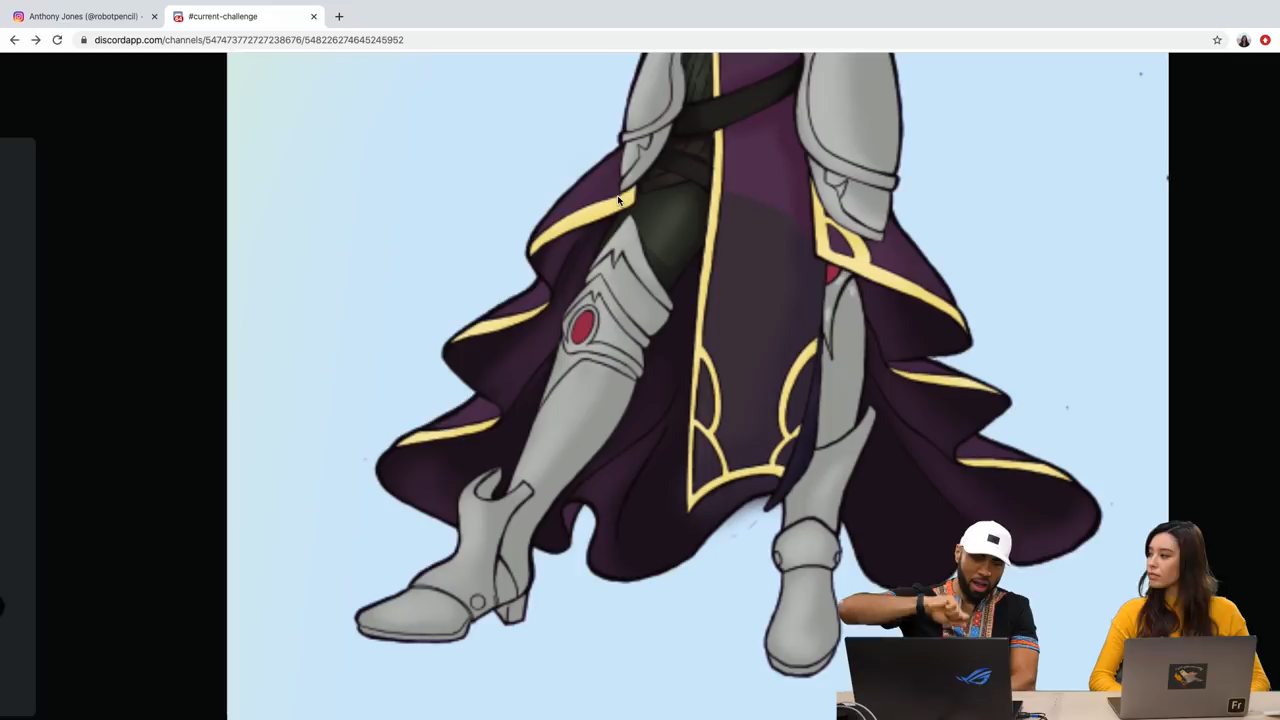 Anthony Jones (@robotpencil) ·
#current-challenge
discordapp.com/channels/547473772727238676/548226274645245952
Fr